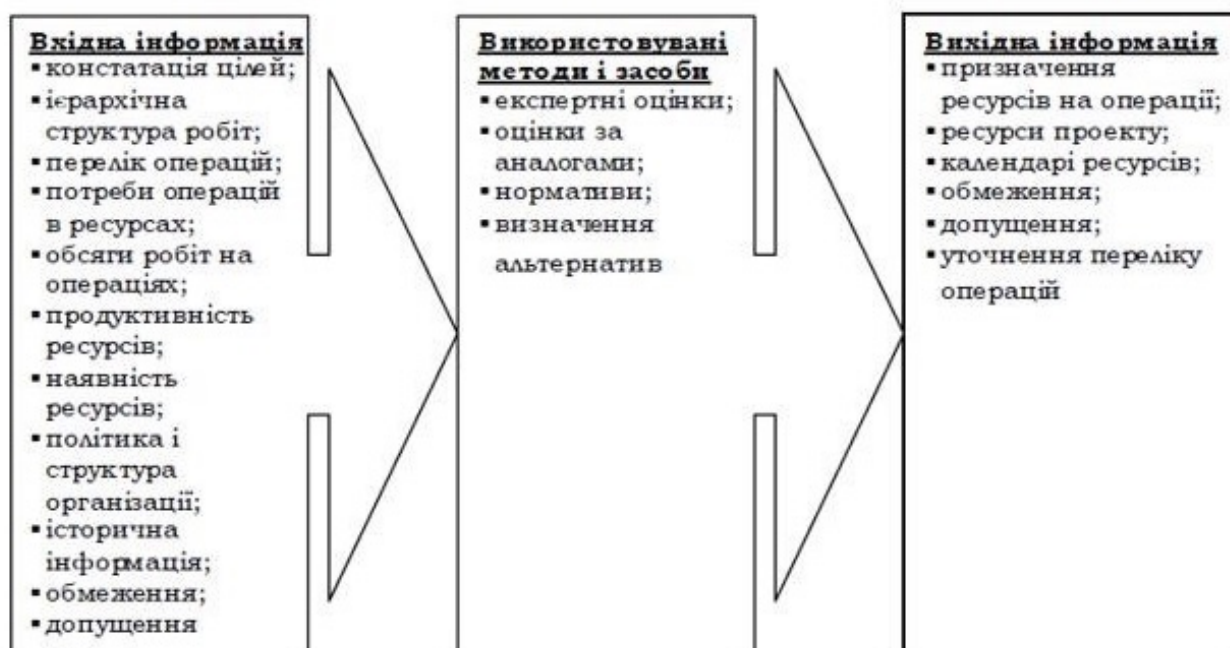 Вхідна інформація
▪ констатація цілей;
▪ ієрархічна
структура робіт;
▪ перелік операцій;
▪ потреби операцій
в ресурсах;
▪ обсяги робіт на
операціях;
▪ продуктивність
ресурсів;
▪ наявність
ресурсів;
▪ політика і
структура
організації;
▪ історична
інформація;
▪ обмеження;
▪ допущення
Використовувані
методи і засоби
▪ експертні оцінки;
▪ оцінки за
аналогами;
▪ нормативи;
▪ визначення
альтернатив
Вихідна інформація
▪ призначення
ресурсів на операції;
▪ ресурси проекту;
▪ календарі ресурсів;
▪ обмеження;
▪ допущення;
▪ уточнення переліку
операцій